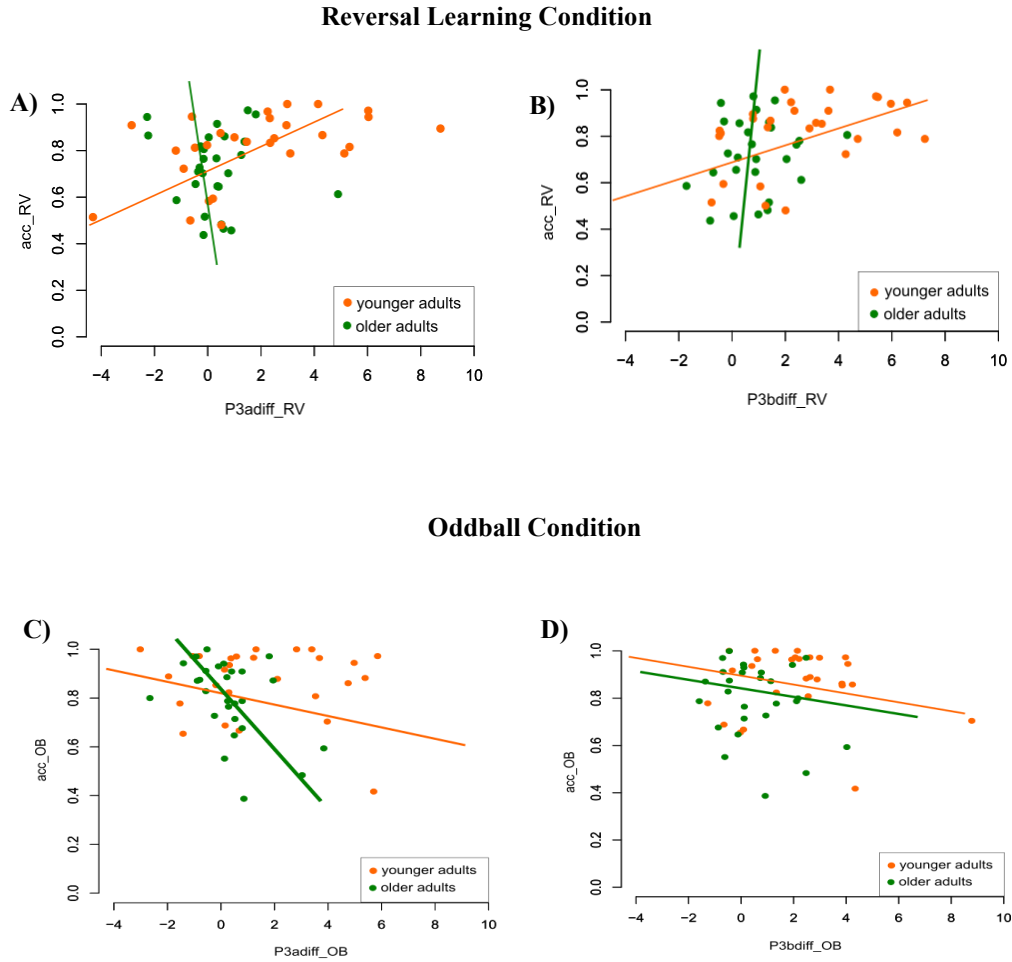 Reversal Learning Condition
A)
acc_RV
1.0
0.8
0.6
0.4
0.2
0.0
younger adults
older adults
−4 −2 0 2 4 6 8 10
P3adiff_RV
B)
acc_RV
1.0
0.8
0.6
0.4
0.2
0.0
younger adults
older adults
−4 −2 0 2 4 6 8 10
P3bdiff_RV
Oddball Condition
C)
acc_OB
1.0
0.8
0.6
0.4
0.2
0.0
younger adults
older adults
−4 −2 0 2 4 6 8 10
P3adiff_OB
D)
acc_OB
1.0
0.8
0.6
0.4
0.2
0.0
younger adults
older adults
−4 −2 0 2 4 6 8 10
P3bdiff_OB